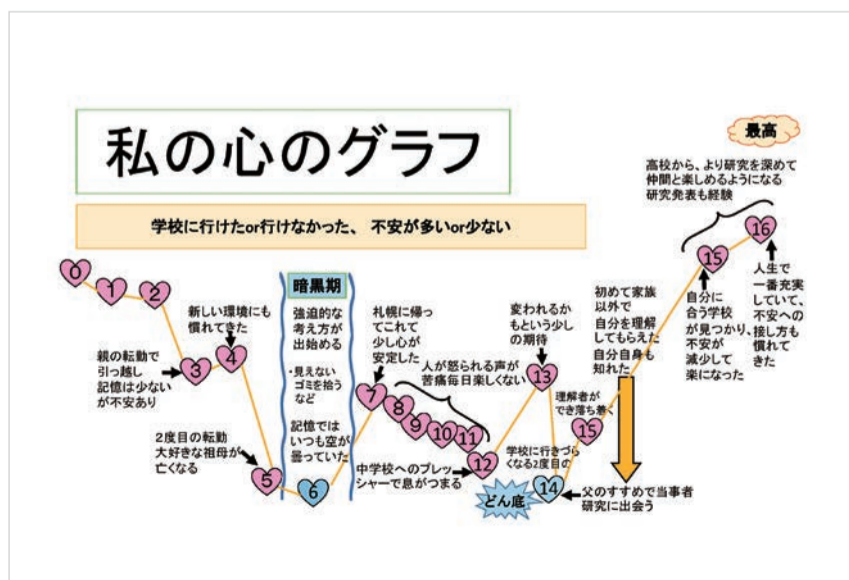 私の心のグラフ
学校に行けたor行けなかった、 不安が多いor少ない
0
1
2
親の転勤で
引っ越し
記憶は少ない
が不安あり
3
新しい環境にも
慣れてきた
4
2度目の転勤
大好きな祖母が
亡くなる
5
暗黒期
強迫的な
考え方が
出始める
・見えない
ゴミを拾う
など
記憶では
いつも空が
曇っていた
6
札幌に帰っ
てこれて
少し心が
安定した
7
人が怒られる声が
苦痛毎日楽しくない
8
9
10
11
中学校へのプレッ
シャーで息がつまる
12
変われるか
もという少し
の期待
13
学校に行きづら
くなる2度目の
どん底
14
父のすすめで当事者
研究に出会う
理解者が
でき落ち着く
15
初めて家族
以外で
自分を理解
してもらえた
自分自身も
知れた
最高
高校から、より研究を深めて
仲間と楽しめるようになる
研究発表も経験
15
自分に
合う学校
が見つかり、
不安が
減少して
楽になった
16
人生で
一番充実
していて、
不安への
接し方も
慣れて
きた